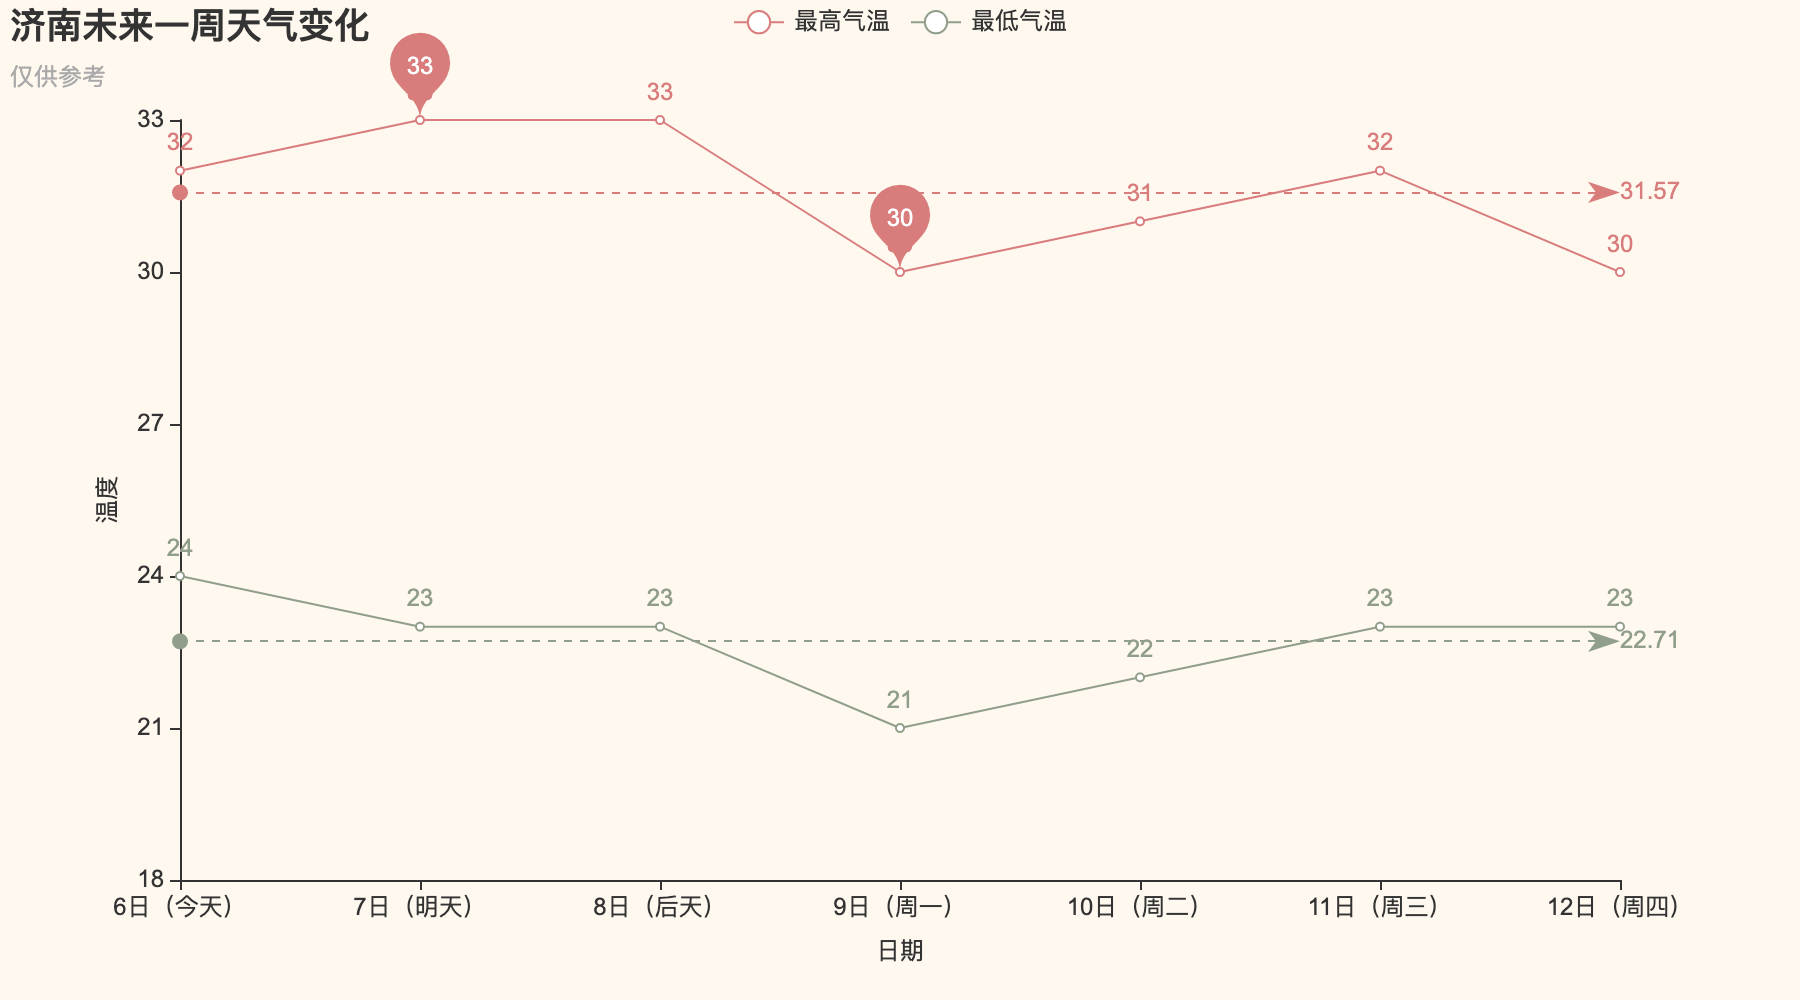 济南未来一周天气变化
仅供参考
最高气温
最低气温
33
33
33
32
32
31.57
31
30
30
30
27
温度
24
24
23
23
23
23
22.71
22
21
21
18
6日（今天）
7日（明天）
8日（后天）
9日（周一）
10日（周二）
11日（周三）
12日（周四）
日期